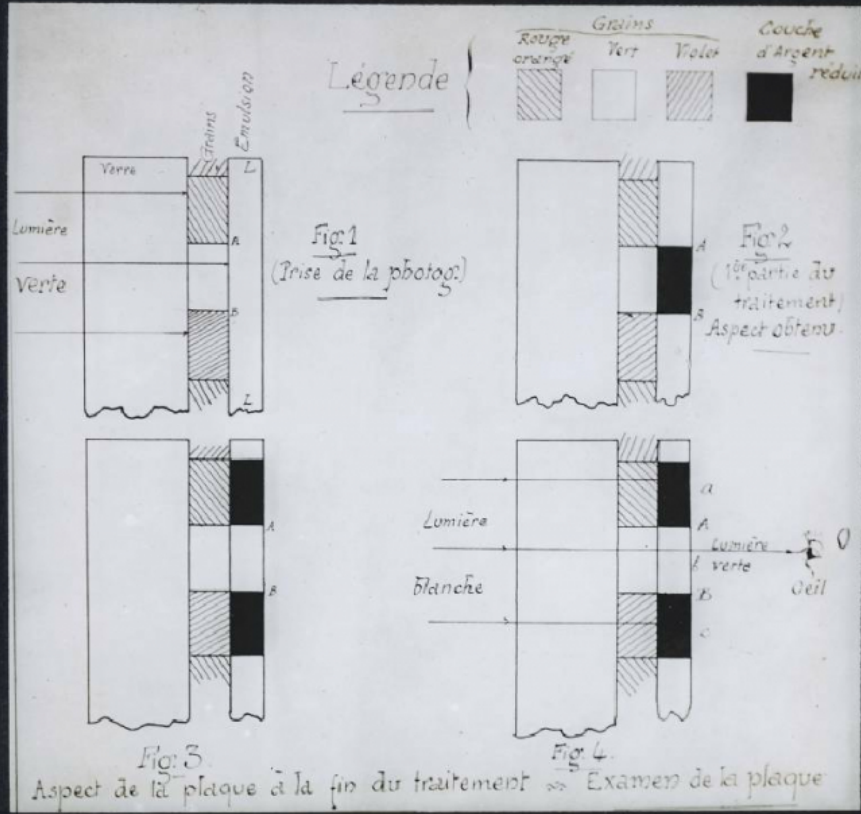 Légende
Grains
Rouge orangé
Vert
Violet
Couche d'Argent réduit
Grains
Emulsion
Verre
L
Lumière
A
Verte
B
L
Fig. 1
(Prise de la photog.)
A
B
Fig. 2
(1ère partie du
traitement)
Aspect obtenu.
A
B
Fig. 3
a
Lumière
A
b
Lumière
verte
O
Oeil
blanche
B
c
Fig. 4.
Aspect de la plaque à la fin du traitement ~ Examen de la plaque